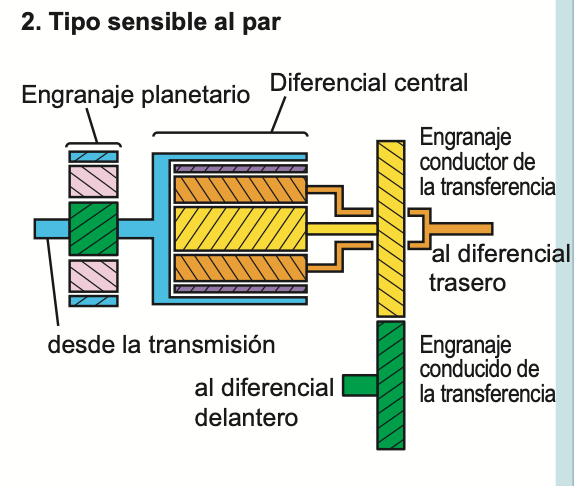 2. Tipo sensible al par
Diferencial central
Engranaje planetario
Engranaje
conductor de
la transferencia
al diferencial
trasero
desde la transmisión
Engranaje
conducido de
la transferencia
al diferencial
delantero